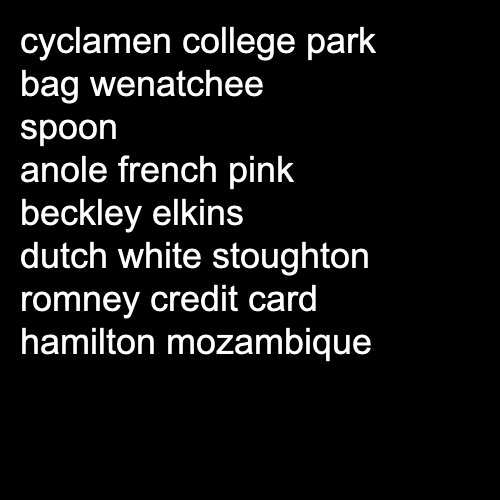 cyclamen college park
bag wenatchee
spoon
anole french pink
beckley elkins
dutch white stoughton
romney credit card
hamilton mozambique